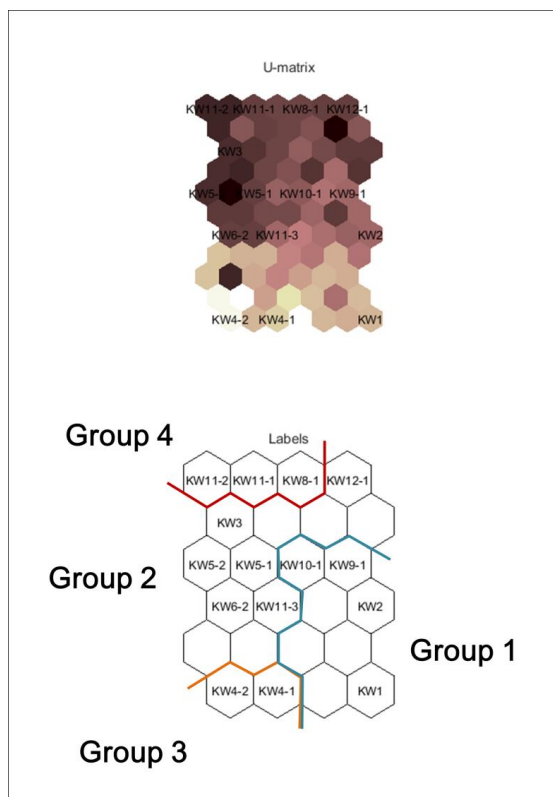 U-matrix
KW11-2 KW11-1 KW8-1 KW12-1
KW3
KW5- KW5-1 KW10-1 KW9-1
KW6-2 KW11-3 KW2
KW4-2 KW4-1 KW1
Group 4
Labels
KW11-2 KW11-1 KW8-1 KW12-1
KW3
KW5-2 KW5-1 KW10-1 KW9-1
Group 2
KW6-2 KW11-3 KW2
Group 1
KW4-2 KW4-1 KW1
Group 3